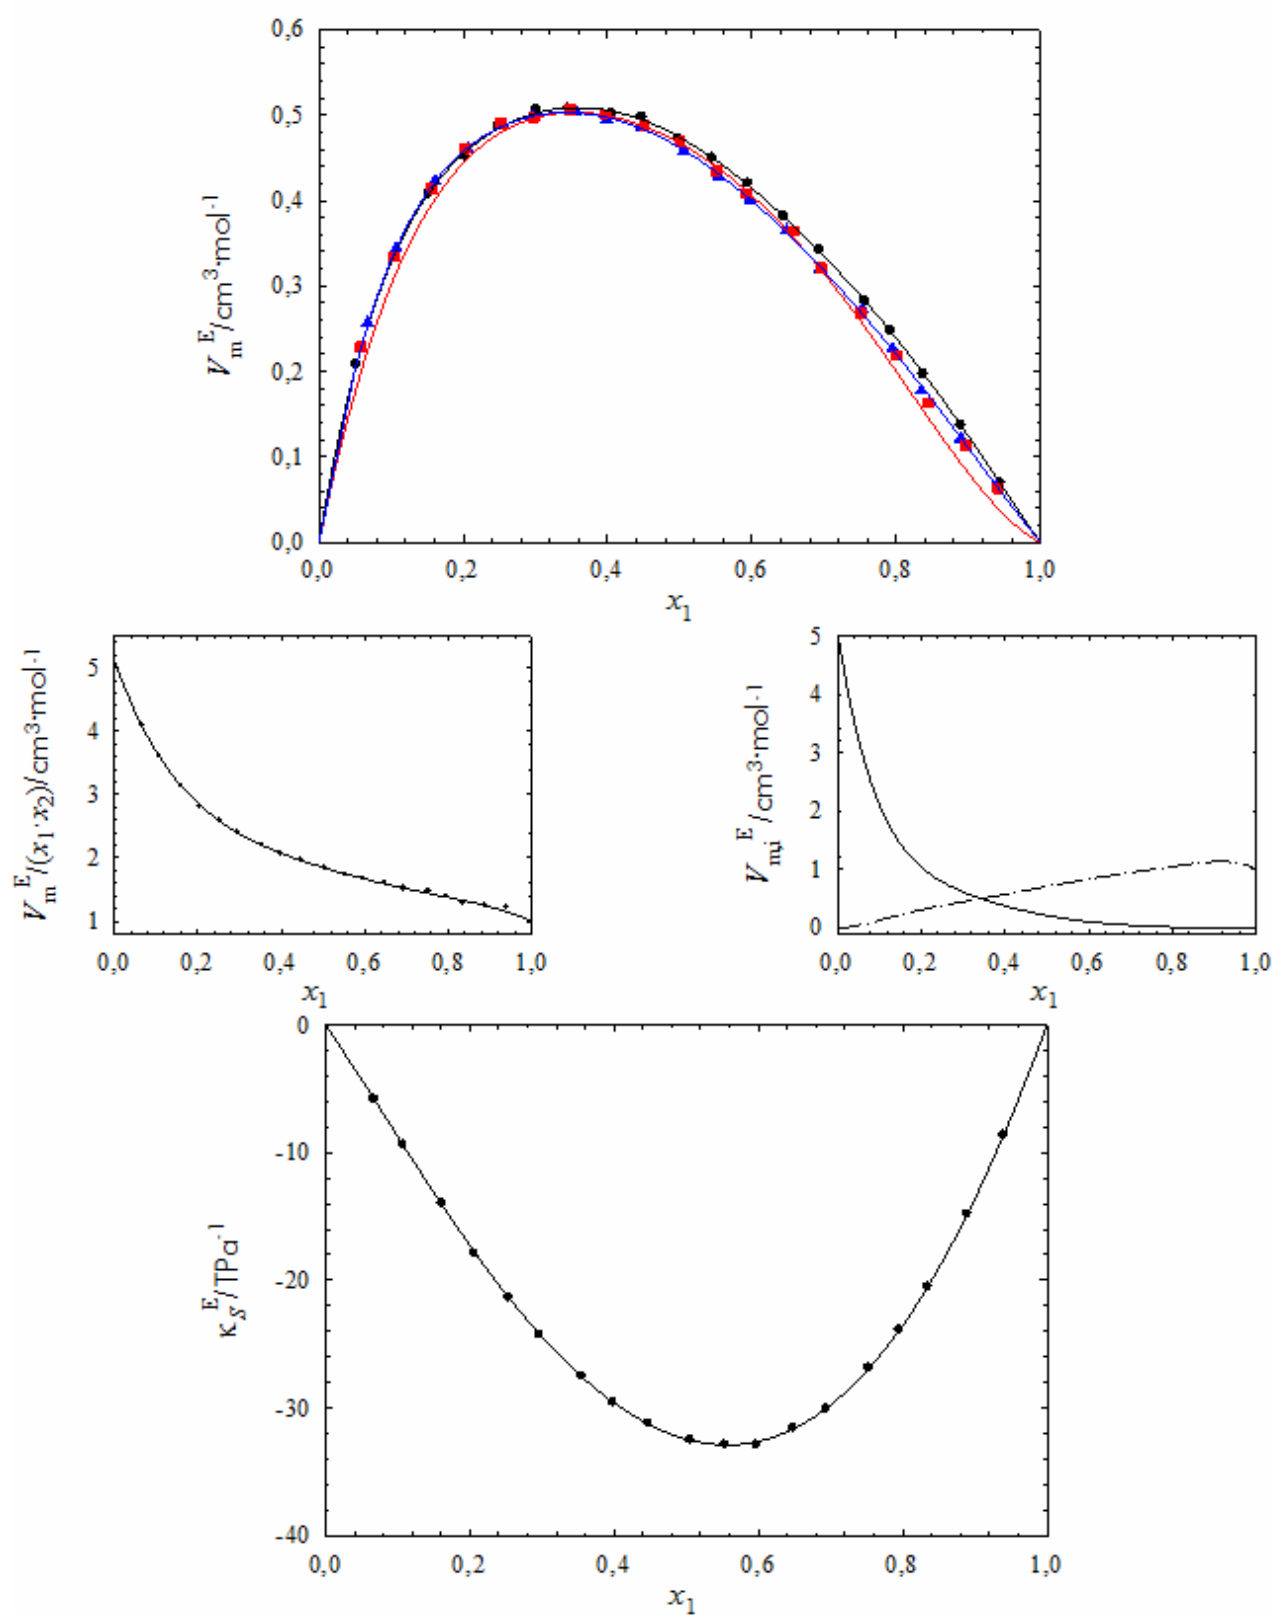 0,6
0,5
0,4
0,3
0,2
0,1
0,0
V_m^E/cm³·mol⁻¹
0,0 0,2 0,4 0,6 0,8 1,0
x₁
5
4
3
2
1
V_m^E/(x₁·x₂)/cm³·mol⁻¹
0,0 0,2 0,4 0,6 0,8 1,0
x₁
5
4
3
2
1
0
V_m,i^E/cm³·mol⁻¹
0,0 0,2 0,4 0,6 0,8 1,0
x₁
0
-10
-20
-30
-40
κ_S^E/TPa⁻¹
0,0 0,2 0,4 0,6 0,8 1,0
x₁